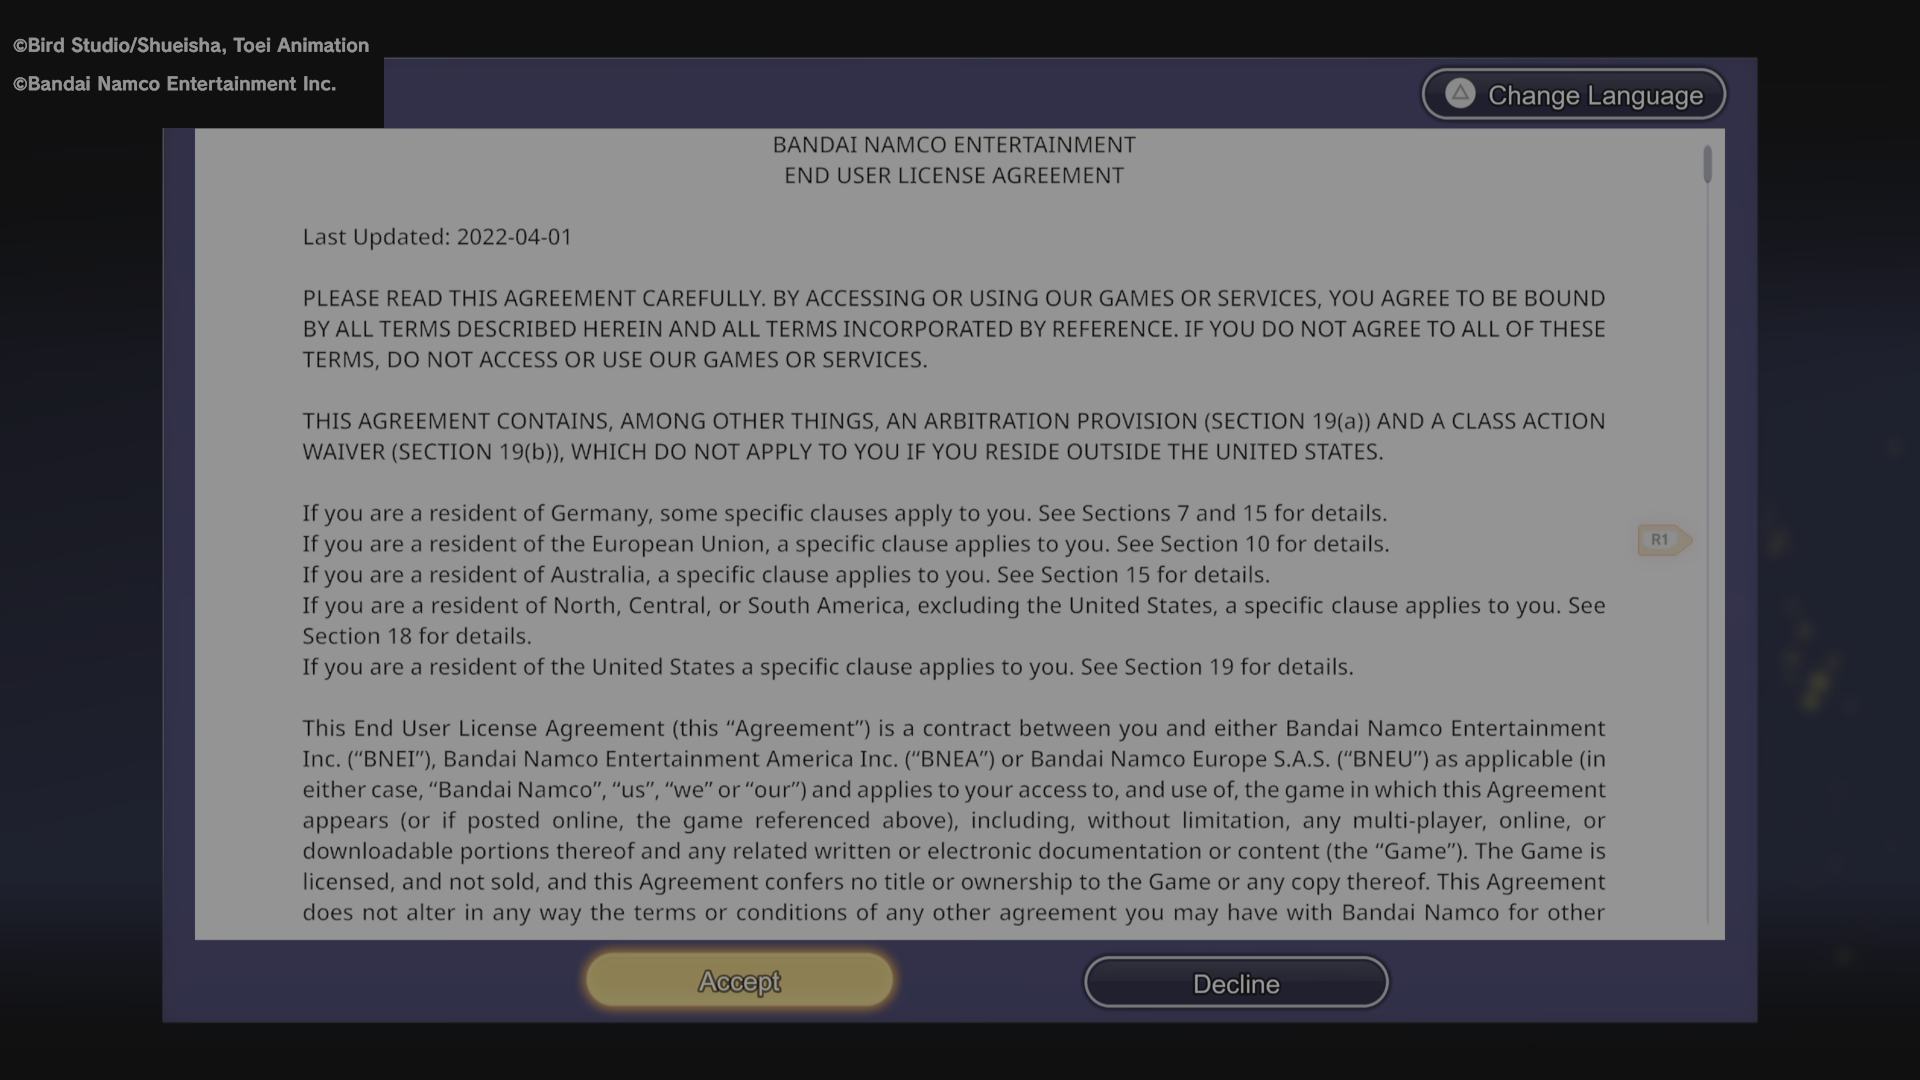 ©Bird Studio/Shueisha, Toei Animation
©Bandai Namco Entertainment Inc.
Change Language
BANDAI NAMCO ENTERTAINMENT
END USER LICENSE AGREEMENT
Last Updated: 2022-04-01
PLEASE READ THIS AGREEMENT CAREFULLY. BY ACCESSING OR USING OUR GAMES OR SERVICES, YOU AGREE TO BE BOUND
BY ALL TERMS DESCRIBED HEREIN AND ALL TERMS INCORPORATED BY REFERENCE. IF YOU DO NOT AGREE TO ALL OF THESE
TERMS, DO NOT ACCESS OR USE OUR GAMES OR SERVICES.
THIS AGREEMENT CONTAINS, AMONG OTHER THINGS, AN ARBITRATION PROVISION (SECTION 19(a)) AND A CLASS ACTION
WAIVER (SECTION 19(b)), WHICH DO NOT APPLY TO YOU IF YOU RESIDE OUTSIDE THE UNITED STATES.
If you are a resident of Germany, some specific clauses apply to you. See Sections 7 and 15 for details.
If you are a resident of the European Union, a specific clause applies to you. See Section 10 for details.
If you are a resident of Australia, a specific clause applies to you. See Section 15 for details.
If you are a resident of North, Central, or South America, excluding the United States, a specific clause applies to you. See
Section 18 for details.
If you are a resident of the United States a specific clause applies to you. See Section 19 for details.
This End User License Agreement (this “Agreement”) is a contract between you and either Bandai Namco Entertainment
Inc. (“BNEI”), Bandai Namco Entertainment America Inc. (“BNEA”) or Bandai Namco Europe S.A.S. (“BNEU”) as applicable (in
either case, “Bandai Namco”, “us”, “we” or “our”) and applies to your access to, and use of, the game in which this Agreement
appears (or if posted online, the game referenced above), including, without limitation, any multi-player, online, or
downloadable portions thereof and any related written or electronic documentation or content (the “Game”). The Game is
licensed, and not sold, and this Agreement confers no title or ownership to the Game or any copy thereof. This Agreement
does not alter in any way the terms or conditions of any other agreement you may have with Bandai Namco for other
R1
Accept
Decline